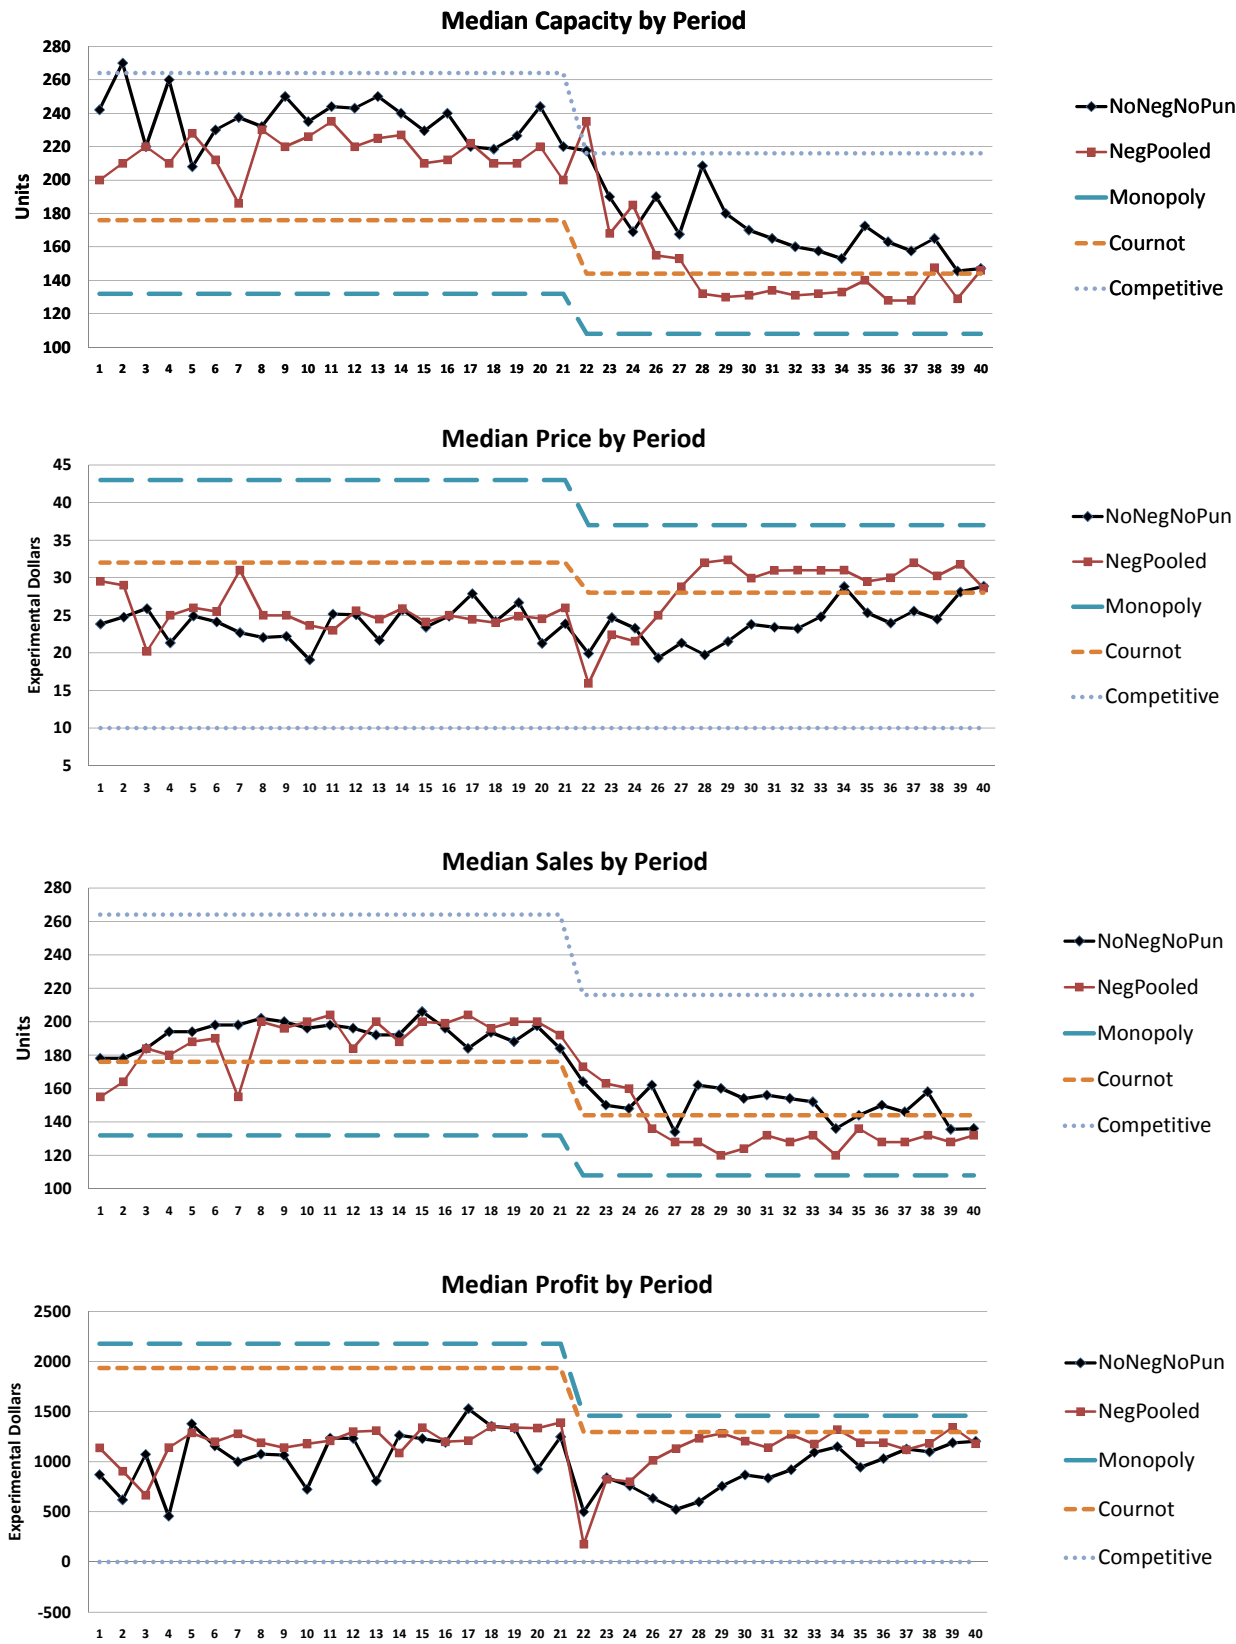 Median Capacity by Period
280
260
240
220
200
180
160
140
120
100
Units
1 2 3 4 5 6 7 8 9 10 11 12 13 14 15 16 17 18 19 20 21 22 23 24 26 27 28 29 30 31 32 33 34 35 36 37 38 39 40
NoNegNoPun
NegPooled
Monopoly
Cournot
Competitive
Median Price by Period
45
40
35
30
25
20
15
10
5
Experimental Dollars
1 2 3 4 5 6 7 8 9 10 11 12 13 14 15 16 17 18 19 20 21 22 23 24 26 27 28 29 30 31 32 33 34 35 36 37 38 39 40
NoNegNoPun
NegPooled
Monopoly
Cournot
Competitive
Median Sales by Period
280
260
240
220
200
180
160
140
120
100
Units
1 2 3 4 5 6 7 8 9 10 11 12 13 14 15 16 17 18 19 20 21 22 23 24 26 27 28 29 30 31 32 33 34 35 36 37 38 39 40
NoNegNoPun
NegPooled
Monopoly
Cournot
Competitive
Median Profit by Period
2500
2000
1500
1000
500
0
-500
Experimental Dollars
1 2 3 4 5 6 7 8 9 10 11 12 13 14 15 16 17 18 19 20 21 22 23 24 26 27 28 29 30 31 32 33 34 35 36 37 38 39 40
NoNegNoPun
NegPooled
Monopoly
Cournot
Competitive